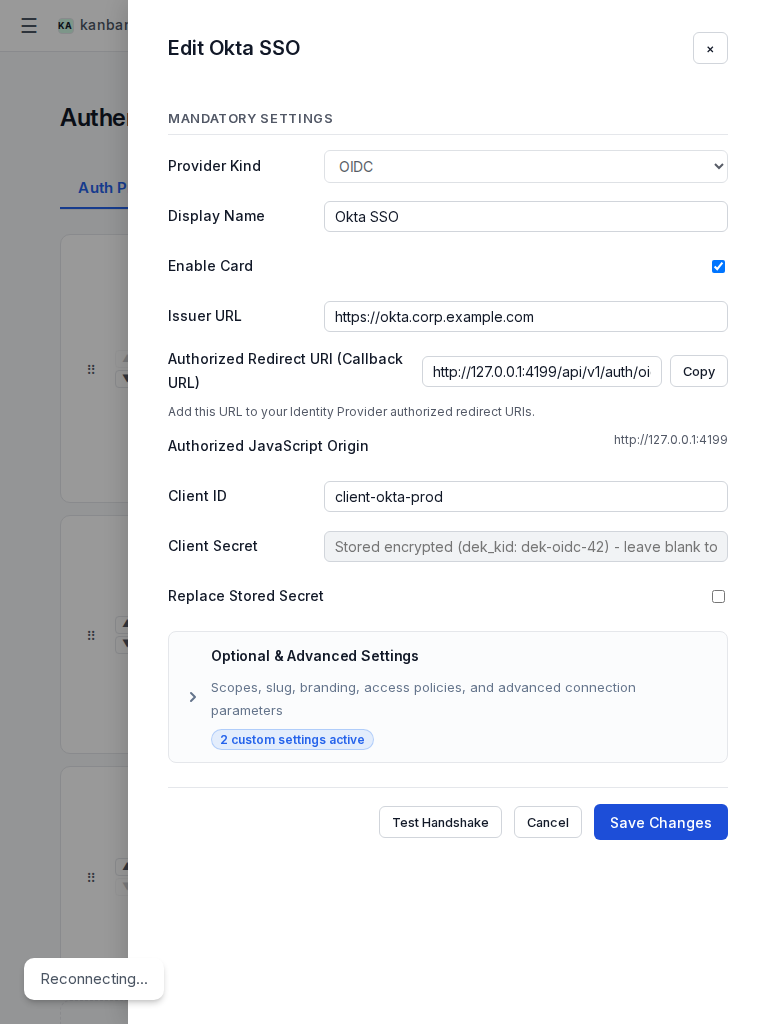 KA kanban
Edit Okta SSO
×
Authen
MANDATORY SETTINGS
Provider Kind
OIDC
Auth P
Display Name
Okta SSO
Enable Card
Issuer URL
https://okta.corp.example.com
Authorized Redirect URI (Callback
URL)
http://127.0.0.1:4199/api/v1/auth/oi
Copy
Add this URL to your Identity Provider authorized redirect URIs.
Authorized JavaScript Origin
http://127.0.0.1:4199
Client ID
client-okta-prod
Client Secret
Stored encrypted (dek_kid: dek-oidc-42) - leave blank to
Replace Stored Secret
Optional & Advanced Settings
Scopes, slug, branding, access policies, and advanced connection
parameters
2 custom settings active
Test Handshake
Cancel
Save Changes
Reconnecting...